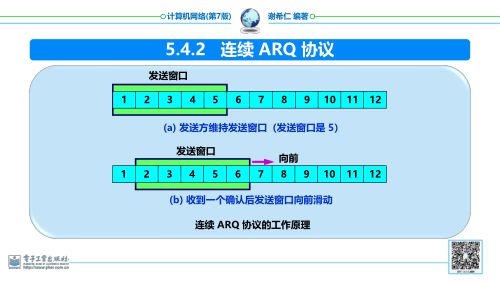 计算机网络(第7版)
谢希仁 编著
5.4.2 连续 ARQ 协议
发送窗口
1 2 3 4 5 6 7 8 9 10 11 12
(a) 发送方维持发送窗口（发送窗口是 5）
发送窗口
向前
1 2 3 4 5 6 7 8 9 10 11 12
(b) 收到一个确认后发送窗口向前滑动
连续 ARQ 协议的工作原理
电子工业出版社
http://www.phei.com.cn